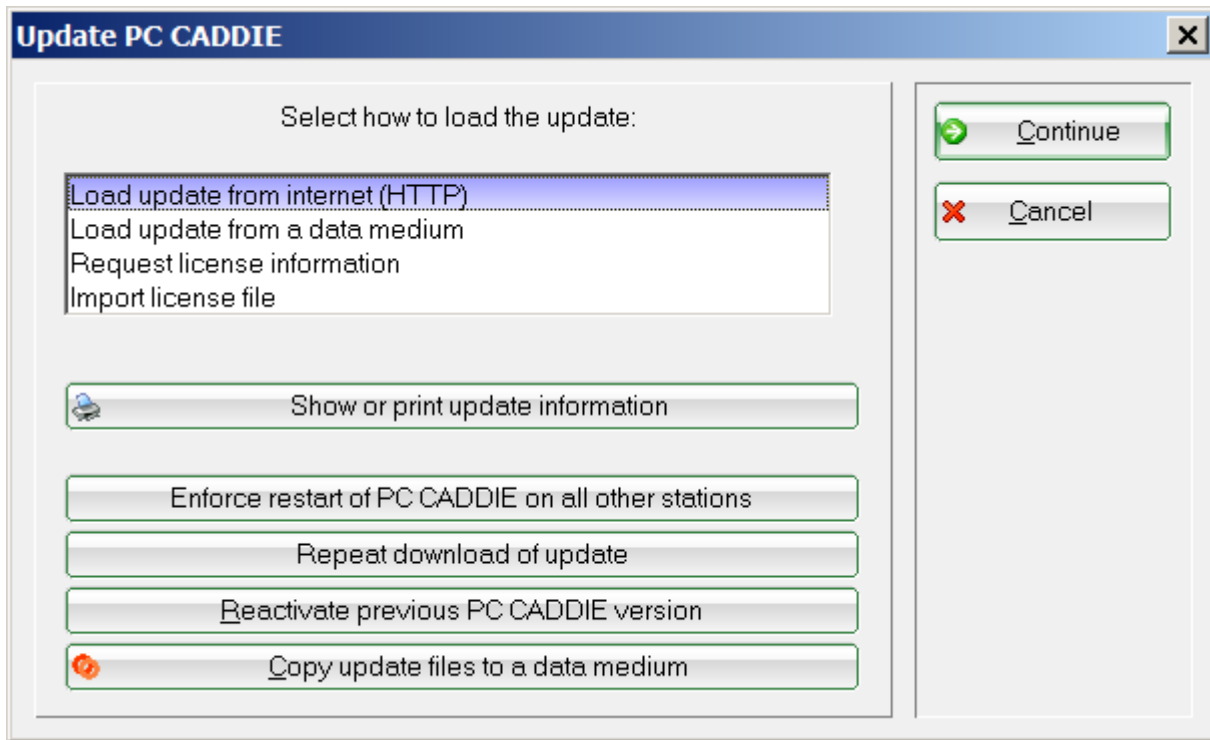 Update PC CADDIE
Select how to load the update:
Load update from internet (HTTP)
Load update from a data medium
Request license information
Import license file
Show or print update information
Enforce restart of PC CADDIE on all other stations
Repeat download of update
Reactivate previous PC CADDIE version
Copy update files to a data medium
Continue
Cancel